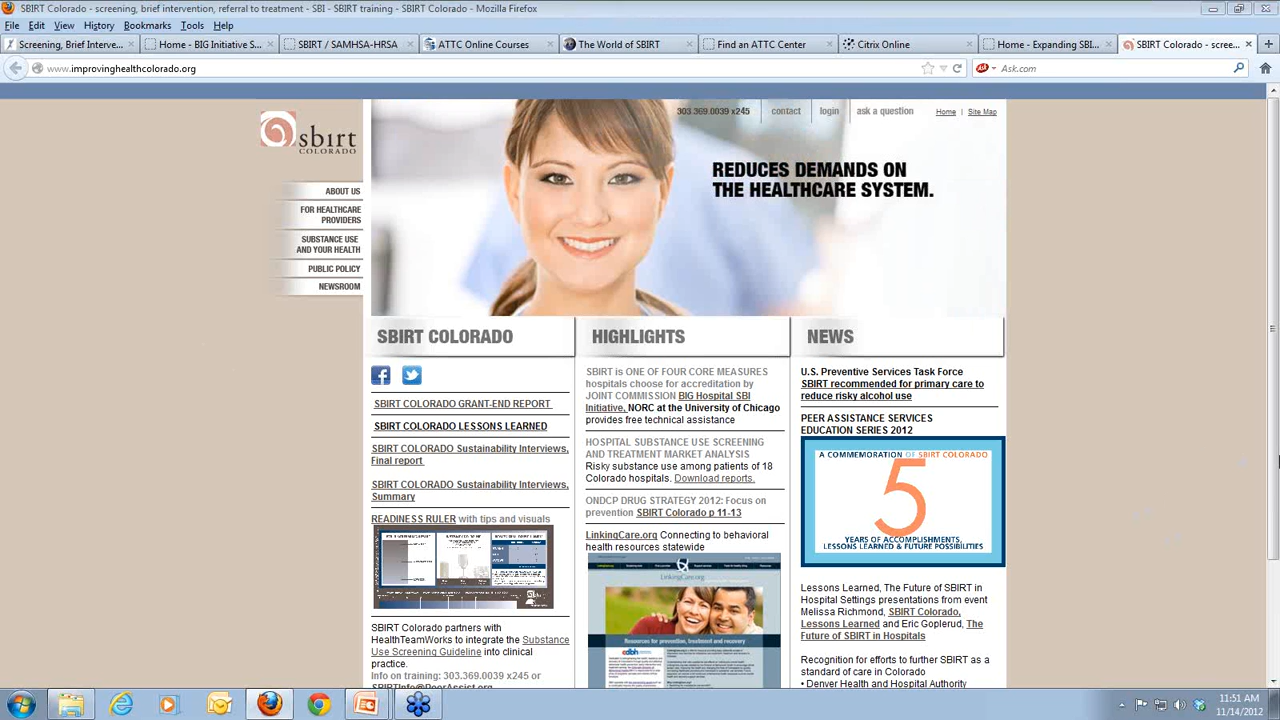 SBIRT Colorado - screening, brief intervention, referral to treatment - SBI - SBIRT training - SBIRT Colorado - Mozilla Firefox
File Edit View History Bookmarks Tools Help
Screening, Brief Interve... Home - BIG Initiative S... SBIRT / SAMHSA-HRSA ATTC Online Courses The World of SBIRT Find an ATTC Center Citrix Online Home - Expanding SBI... SBIRT Colorado - scree...
www.improvinghealthcolorado.org
Ask Ask.com
303.369.0039 x245 contact login ask a question Home | Site Map
sbirt
COLORADO
REDUCES DEMANDS ON
THE HEALTHCARE SYSTEM.
ABOUT US
FOR HEALTHCARE
PROVIDERS
SUBSTANCE USE
AND YOUR HEALTH
PUBLIC POLICY
NEWSROOM
SBIRT COLORADO
SBIRT COLORADO GRANT-END REPORT
SBIRT COLORADO LESSONS LEARNED
SBIRT COLORADO Sustainability Interviews,
Final report
SBIRT COLORADO Sustainability Interviews,
Summary
READINESS RULER with tips and visuals
SBIRT Colorado partners with
HealthTeamWorks to integrate the Substance
Use Screening Guideline into clinical
practice.
Info or training: 303.369.0039 x245 or
HIGHLIGHTS
SBIRT is ONE OF FOUR CORE MEASURES
hospitals choose for accreditation by
JOINT COMMISSION BIG Hospital SBI
Initiative, NORC at the University of Chicago
provides free technical assistance
HOSPITAL SUBSTANCE USE SCREENING
AND TREATMENT MARKET ANALYSIS
Risky substance use among patients of 18
Colorado hospitals. Download reports.
ONDCP DRUG STRATEGY 2012: Focus on
prevention SBIRT Colorado p 11-13
LinkingCare.org Connecting to behavioral
health resources statewide
LinkingCare.org
Resources for prevention, treatment and recovery
NEWS
U.S. Preventive Services Task Force
SBIRT recommended for primary care to
reduce risky alcohol use
PEER ASSISTANCE SERVICES
EDUCATION SERIES 2012
A COMMEMORATION OF SBIRT COLORADO
5
YEARS OF ACCOMPLISHMENTS,
LESSONS LEARNED & FUTURE POSSIBILITIES
Lessons Learned, The Future of SBIRT in
Hospital Settings presentations from event
Melissa Richmond, SBIRT Colorado,
Lessons Learned and Eric Goplerud, The
Future of SBIRT in Hospitals
Recognition for efforts to further SBIRT as a
standard of care in Colorado
• Denver Health and Hospital Authority
11:51 AM
11/14/2012